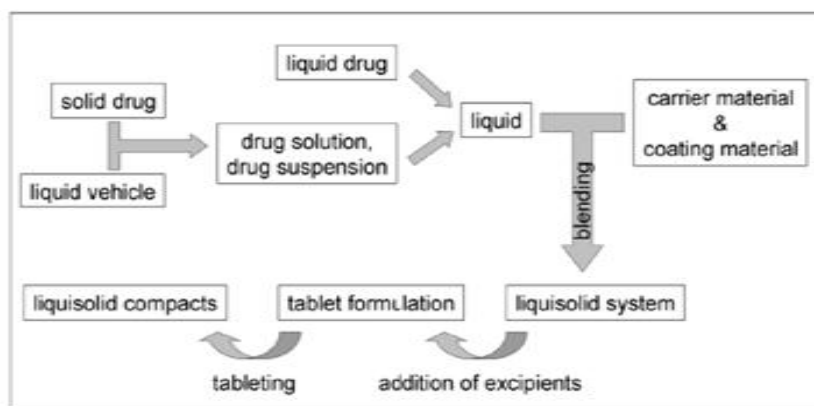 liquid drug
solid drug
carrier material
&
coating material
liquid
drug solution,
drug suspension
liquid vehicle
blending
liquisolid compacts
tablet formulation
liquisolid system
tableting
addition of excipients